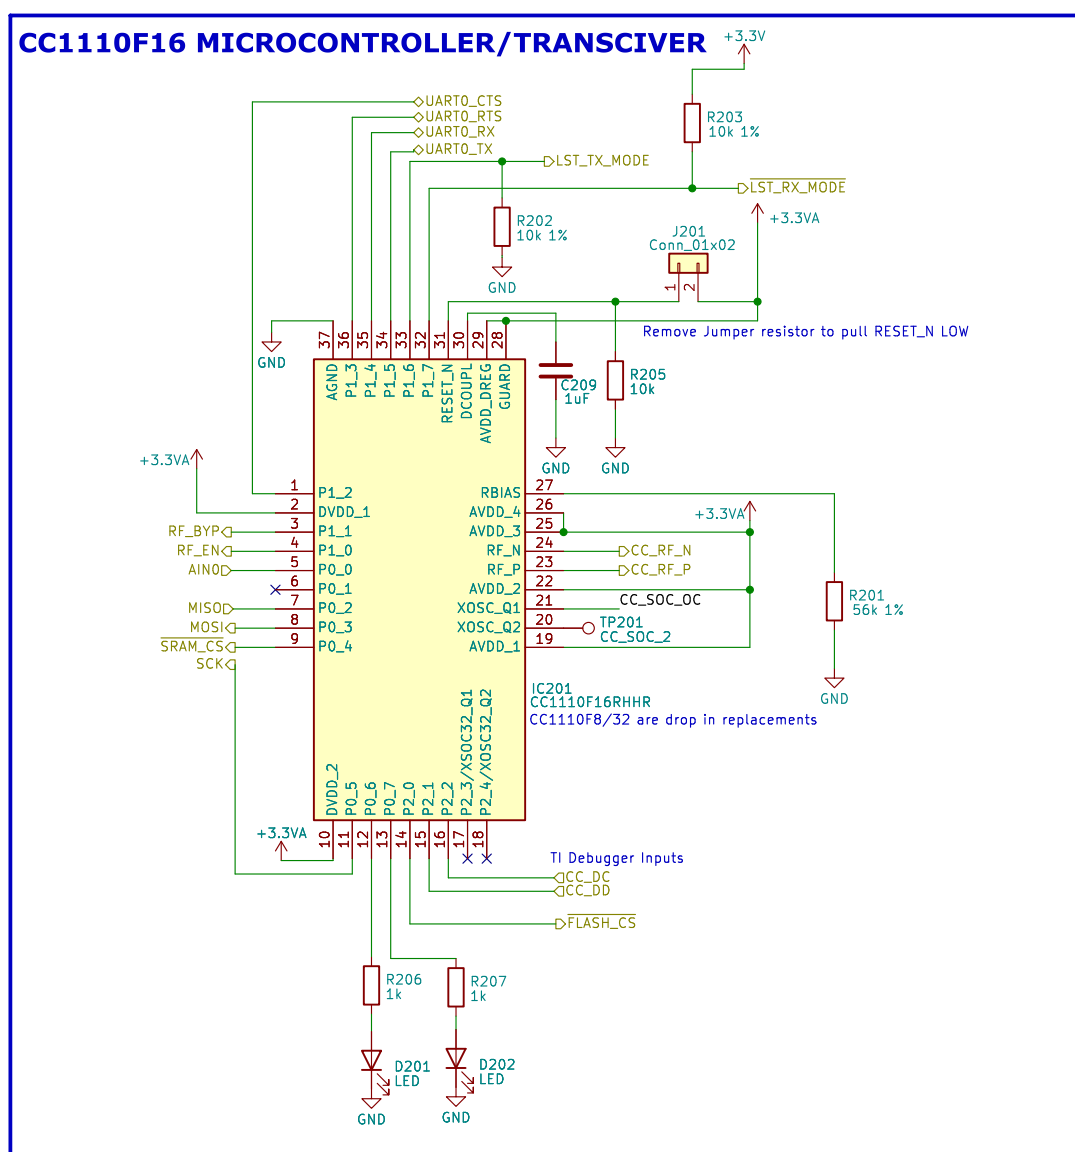 CC1110F16 MICROCONTROLLER/TRANSCIVER
+3.3V
UART0_CTS
UART0_RTS
UART0_RX
UART0_TX
R203
10k 1%
LST_TX_MODE
LST_RX_MODE
+3.3VA
R202
10k 1%
GND
J201
Conn_01x02
1
2
Remove Jumper resistor to pull RESET_N LOW
GND
37
36
35
34
33
32
31
30
29
28
AGND
P1_3
P1_4
P1_5
P1_6
P1_7
RESET_N
DCOUPL
AVDD_DREG
GUARD
C209
1uF
GND
R205
10k
GND
+3.3VA
1
P1_2
2
DVDD_1
RF_BYP
3
P1_1
RF_EN
4
P1_0
AIN0
5
P0_0
6
P0_1
MISO
7
P0_2
MOSI
8
P0_3
SRAM_CS
9
P0_4
SCK
RBIAS
27
AVDD_4
26
+3.3VA
AVDD_3
25
RF_N
24
CC_RF_N
RF_P
23
CC_RF_P
AVDD_2
22
XOSC_Q1
21
CC_SOC_OC
XOSC_Q2
20
TP201
CC_SOC_2
AVDD_1
19
R201
56k 1%
GND
IC201
CC1110F16RHHR
CC1110F8/32 are drop in replacements
DVDD_2
P0_5
P0_6
P0_7
P2_0
P2_1
P2_2
P2_3/XSOC32_Q1
P2_4/XOSC32_Q2
+3.3VA
10
11
12
13
14
15
16
17
18
TI Debugger Inputs
CC_DC
CC_DD
FLASH_CS
R206
1k
R207
1k
D201
LED
D202
LED
GND
GND